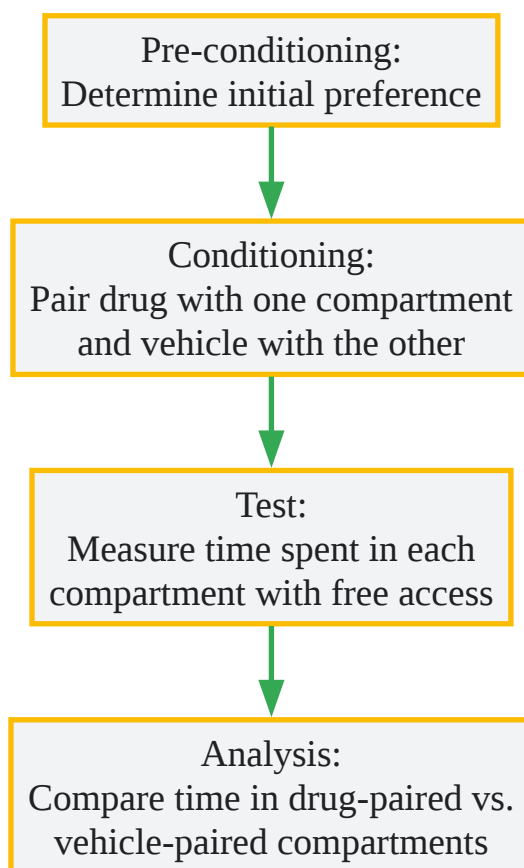 Pre-conditioning:
Determine initial preference
Conditioning:
Pair drug with one compartment
and vehicle with the other
Test:
Measure time spent in each
compartment with free access
Analysis:
Compare time in drug-paired vs.
vehicle-paired compartments